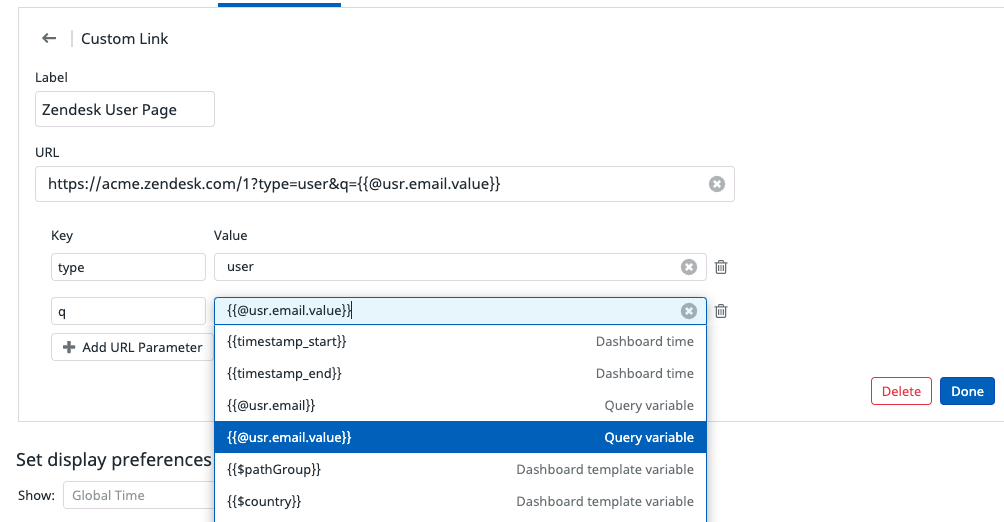 Custom Link
Label
Zendesk User Page
URL
https://acme.zendesk.com/1?type=user&q={{@usr.email.value}}
Key Value
type user
q {{@usr.email.value}}
Add URL Parameter
{{timestamp_start}} Dashboard time
{{timestamp_end}} Dashboard time
{{@usr.email}} Query variable
Delete Done
{{@usr.email.value}} Query variable
Set display preferences
{{$pathGroup}} Dashboard template variable
Show: Global Time
{{$country}} Dashboard template variable